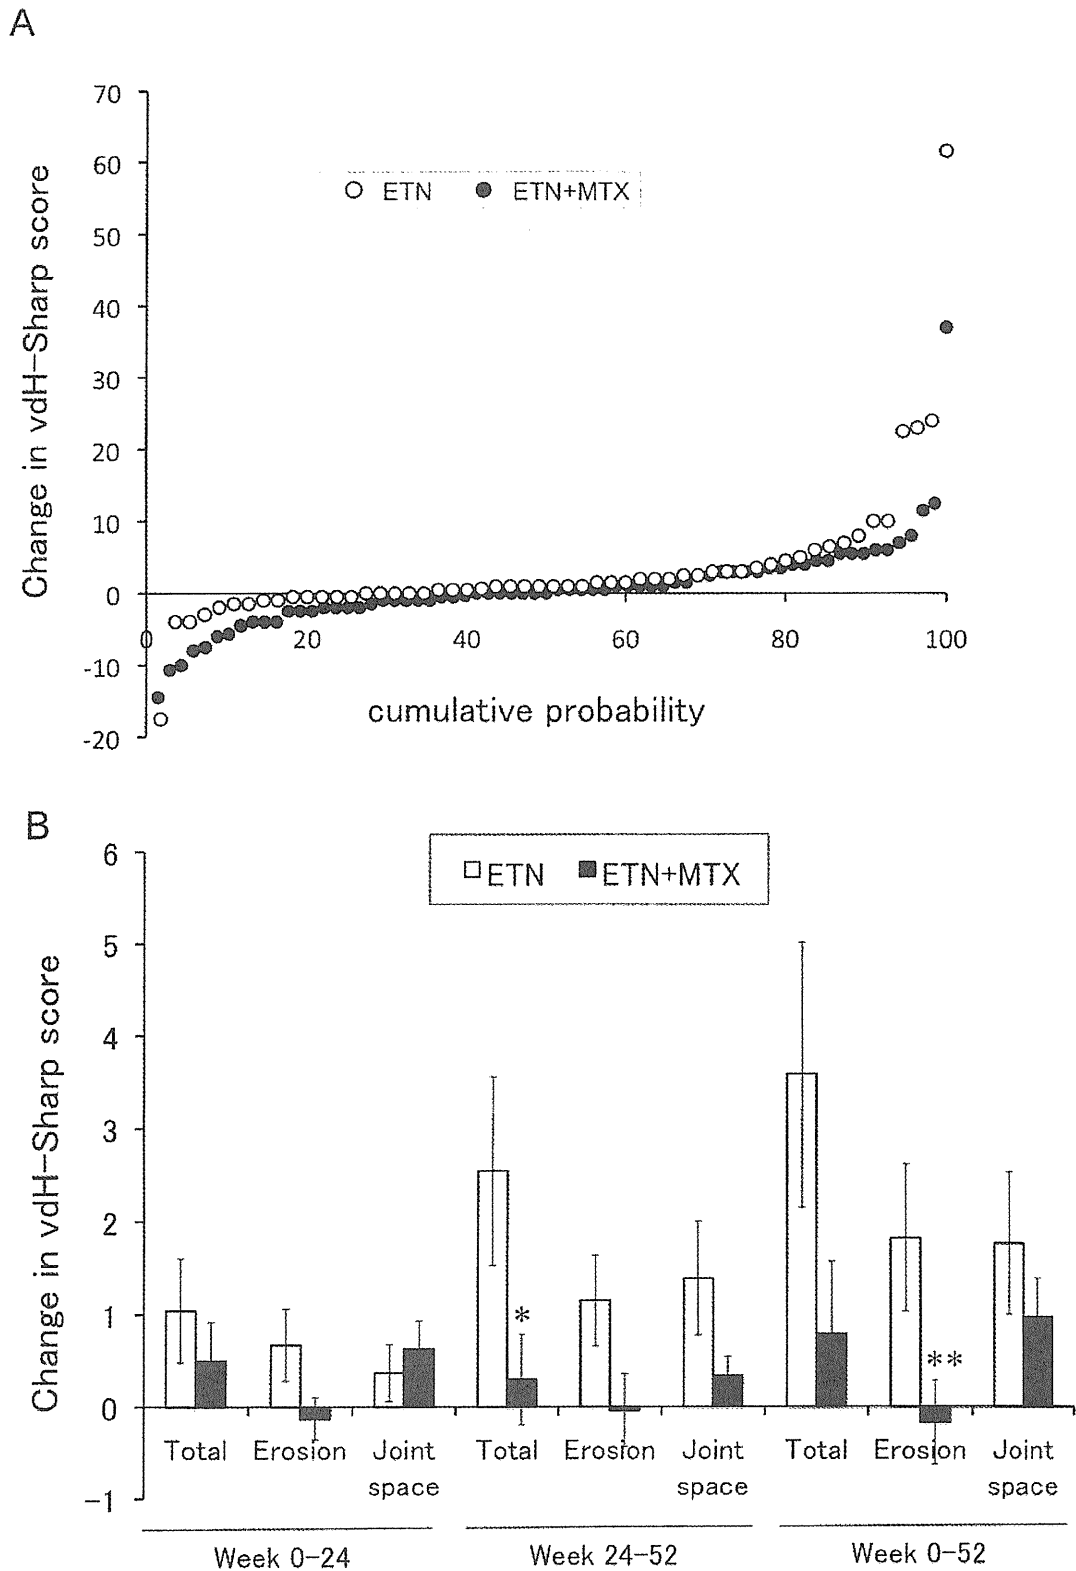 A
70
60
50
40
30
20
10
0
-10
-20
Change in vdH-Sharp score
ETN ETN+MTX
0 20 40 60 80 100
cumulative probability
B
6
5
4
3
2
1
0
-1
Change in vdH-Sharp score
ETN ETN+MTX
*
**
Total Erosion Joint space Total Erosion Joint space Total Erosion Joint space
Week 0-24 Week 24-52 Week 0-52